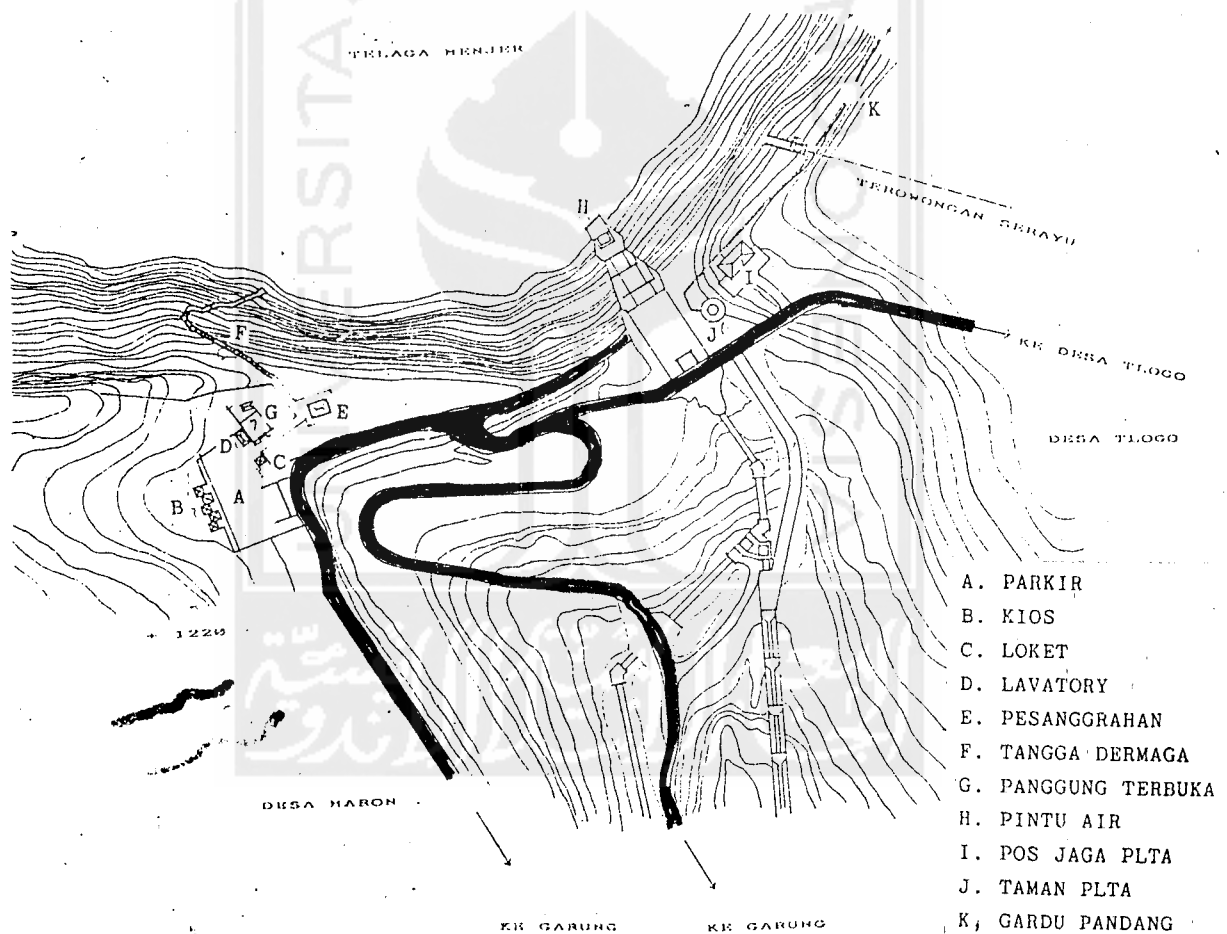 TELAGA MENJER
K
TEROWONGAN SERAYU
H
I
J
F
KE DESA TLOGO
G
E
D
C
DESA TLOGO
A
B
+ 1220
DESA MARON
KE GARUNG
KE GARUNG
A. PARKIR
B. KIOS
C. LOKET
D. LAVATORY
E. PESANGGRAHAN
F. TANGGA DERMAGA
G. PANGGUNG TERBUKA
H. PINTU AIR
I. POS JAGA PLTA
J. TAMAN PLTA
K, GARDU PANDANG